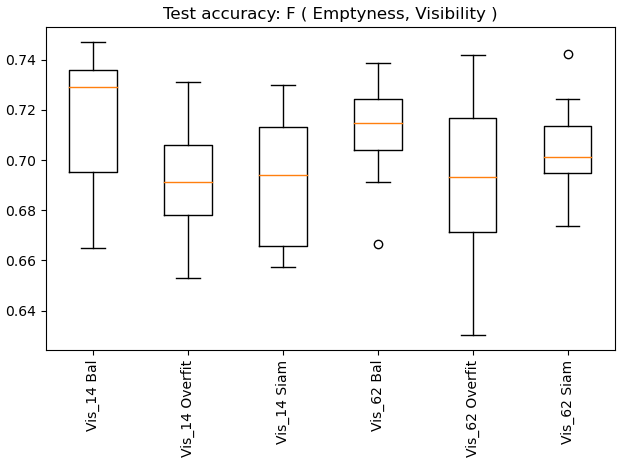 Test accuracy: F ( Emptyness, Visibility )
0.74
0.72
0.70
0.68
0.66
0.64
Vis_14 Bal
Vis_14 Overfit
Vis_14 Siam
Vis_62 Bal
Vis_62 Overfit
Vis_62 Siam